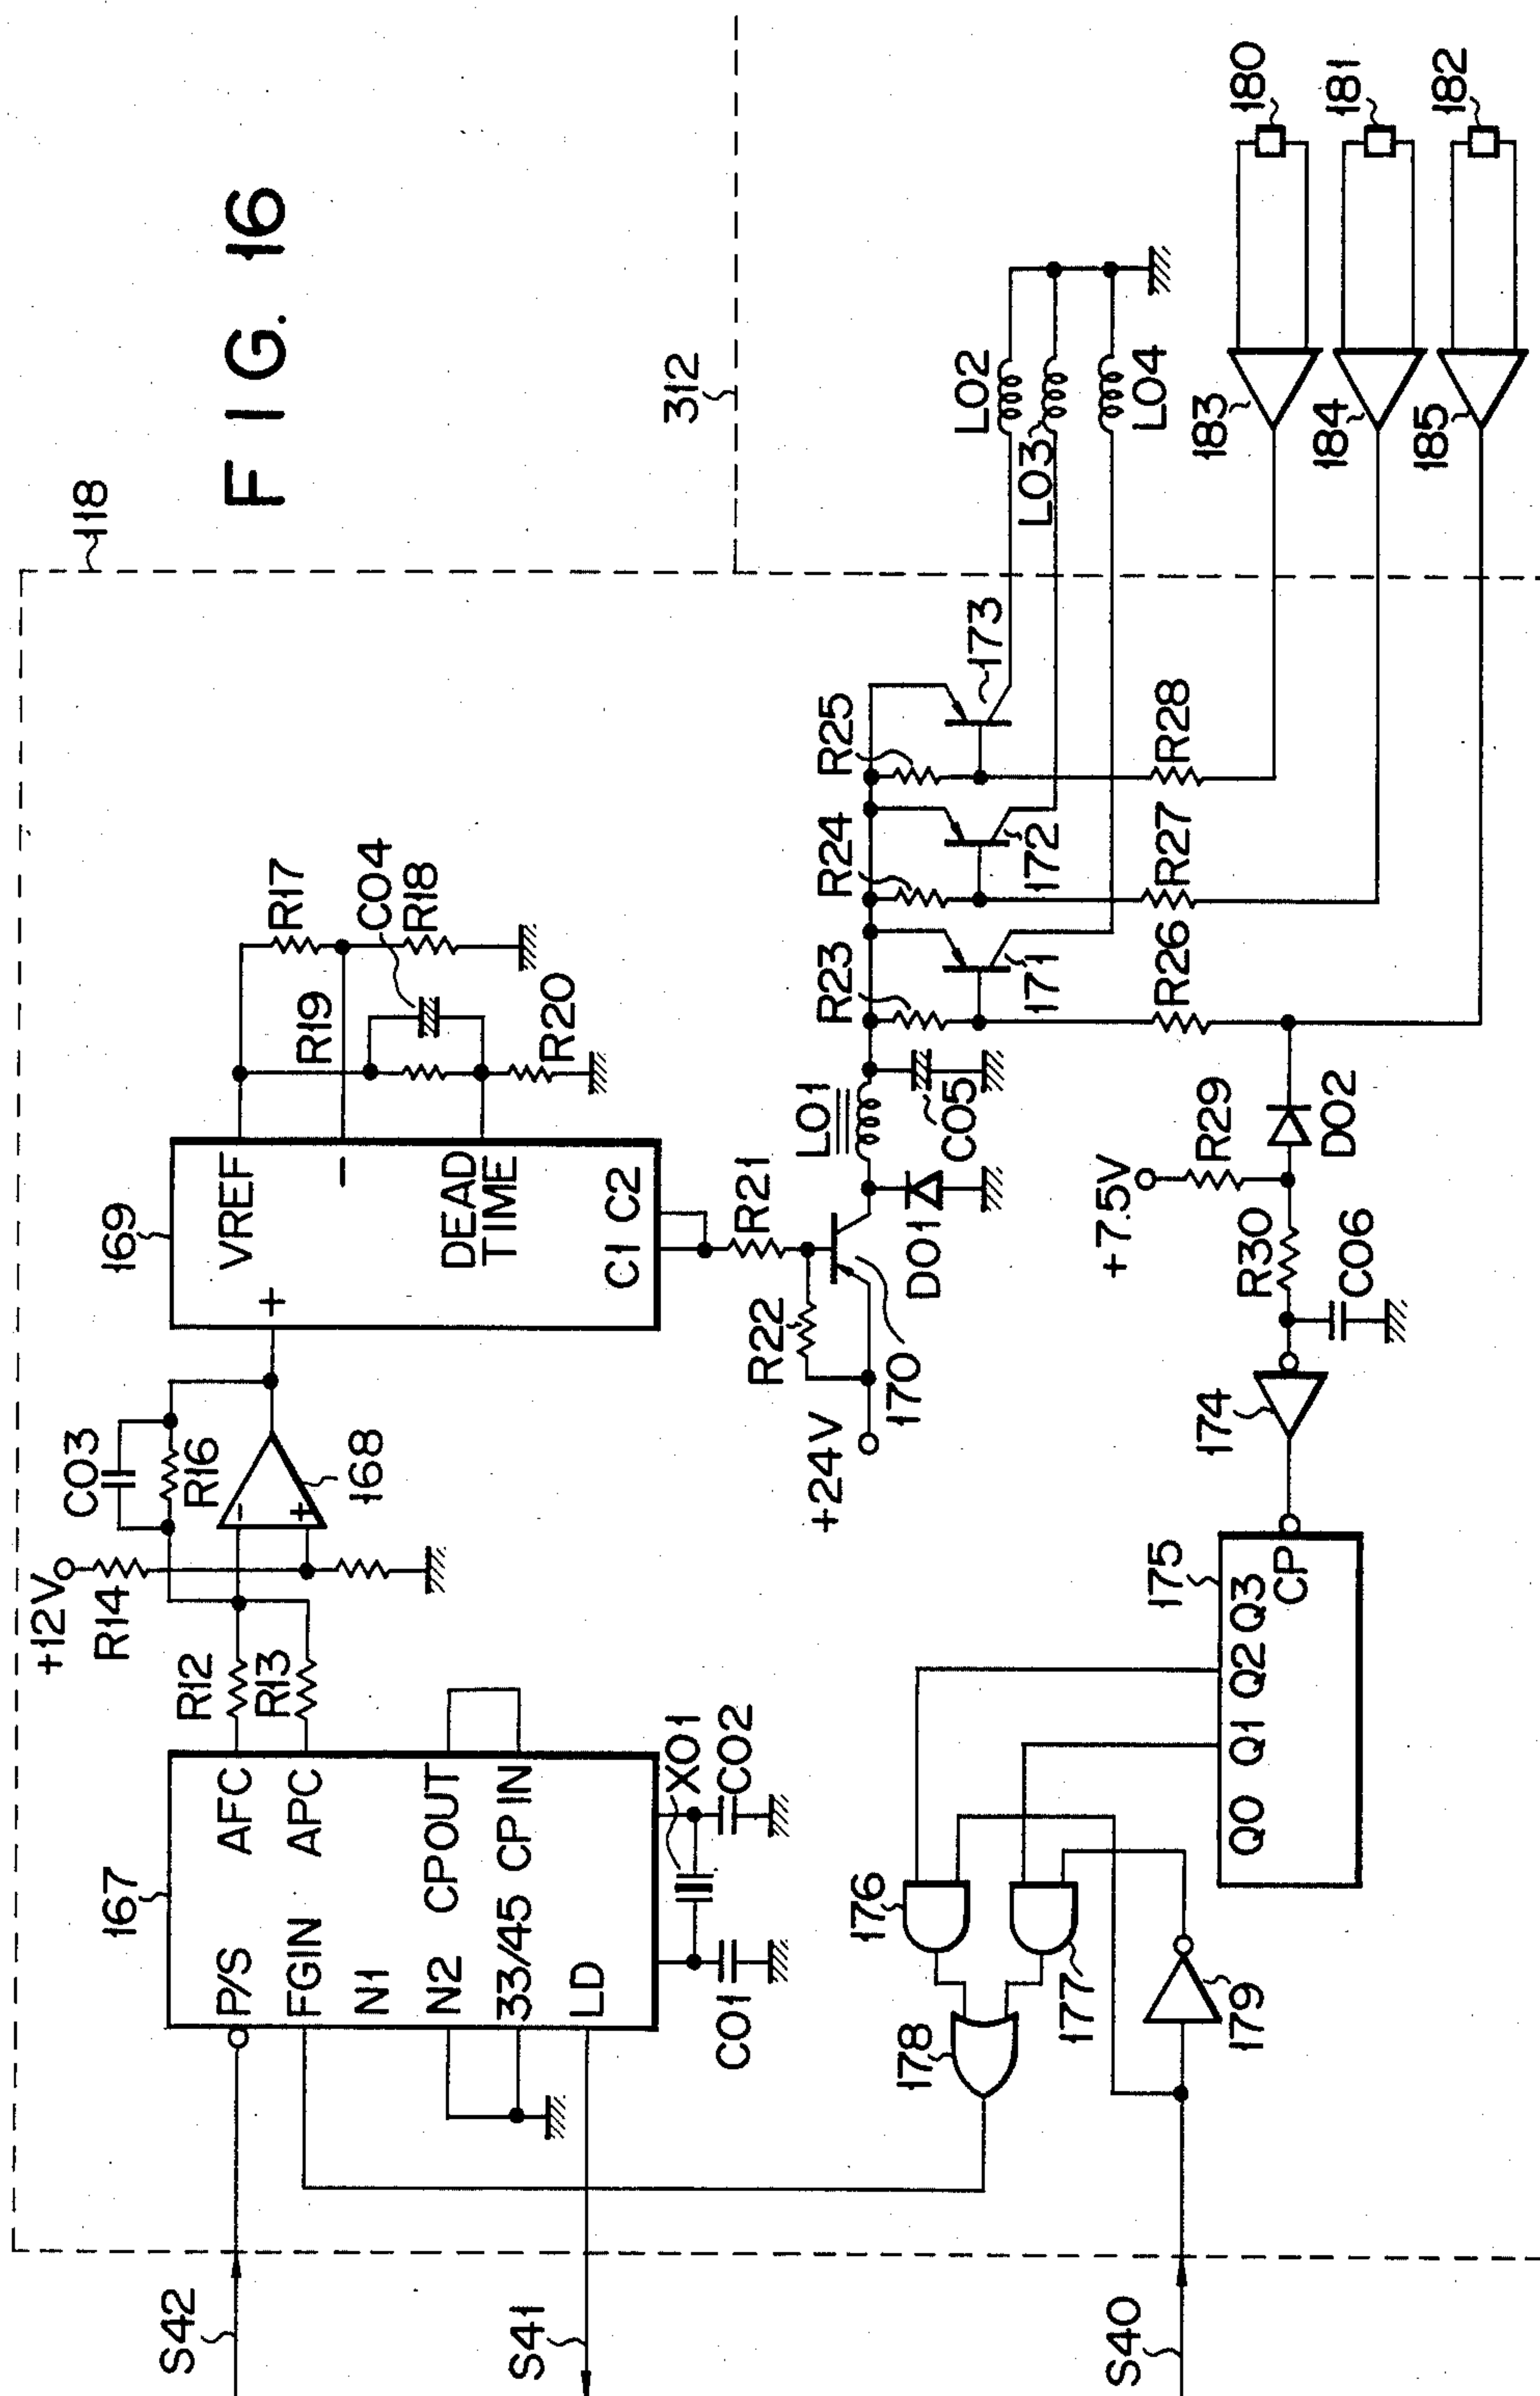 FIG. 16
118
312
S42
S41
S40
167
P/S
AFC
FGIN
APC
N1
N2
CPOUT
33/45
CP IN
LD
C01
X01
C02
R12
R13
+12V
R14
C03
R16
168
169
VREF
+
−
DEAD
TIME
C1 C2
R17
C04
R18
R19
R20
R21
R22
+24V
170
D01
L01
C05
R23
R24
R25
171
172
173
R26
R27
R28
L02
L03
L04
180
181
182
183
184
185
+7.5V
R29
D02
R30
C06
174
175
Q0 Q1 Q2 Q3
CP
176
177
178
179
-
+